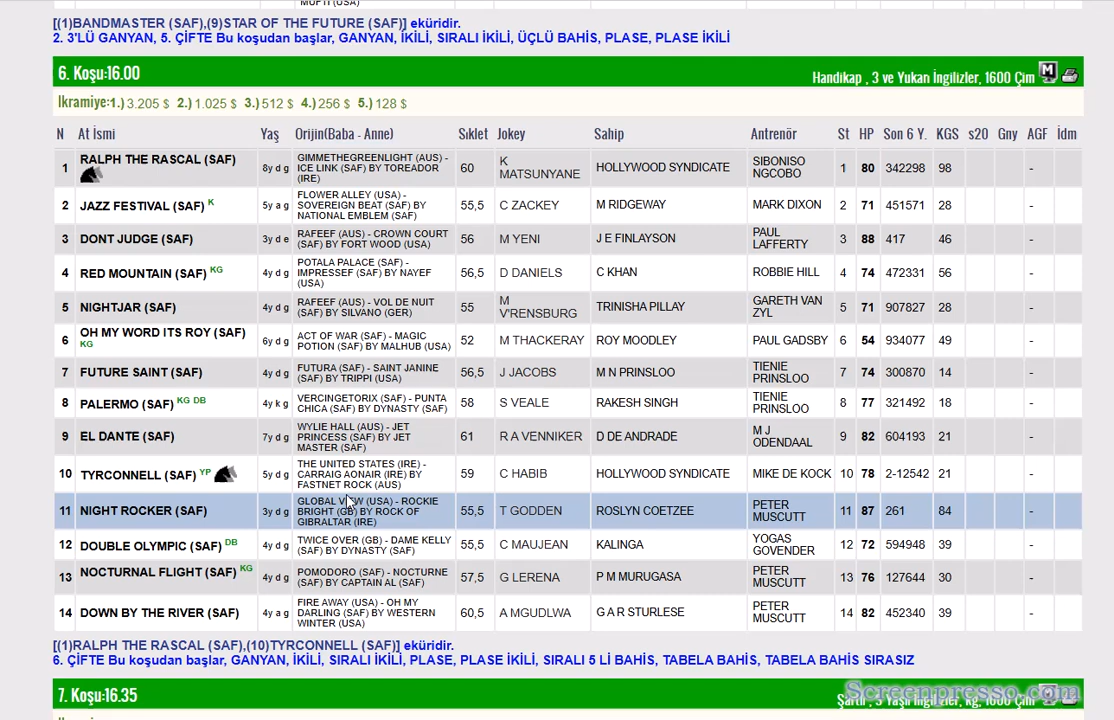 MUFTI (USA)
[(1)BANDMASTER (SAF),(9)STAR OF THE FUTURE (SAF)] eküridir.
2. 3'LÜ GANYAN, 5. ÇİFTE Bu koşudan başlar, GANYAN, İKİLİ, SIRALI İKİLİ, ÜÇLÜ BAHİS, PLASE, PLASE İKİLİ
6. Koşu:16.00 Handikap , 3 ve Yukarı İngilizler, 1600 Çim M
İkramiye:1.) 3.205 $ 2.) 1.025 $ 3.) 512 $ 4.) 256 $ 5.) 128 $
N At İsmi Yaş Orijin(Baba - Anne) Sıklet Jokey Sahip Antrenör St HP Son 6 Y. KGS s20 Gny AGF İdm
1 RALPH THE RASCAL (SAF) 8y d g GIMMETHEGREENLIGHT (AUS) - ICE LINK (SAF) BY TOREADOR (IRE) 60 K MATSUNYANE HOLLYWOOD SYNDICATE SIBONISO NGCOBO 1 80 342298 98 -
2 JAZZ FESTIVAL (SAF) K 5y a g FLOWER ALLEY (USA) - SOVEREIGN BEAT (SAF) BY NATIONAL EMBLEM (SAF) 55,5 C ZACKEY M RIDGEWAY MARK DIXON 2 71 451571 28 -
3 DONT JUDGE (SAF) 3y d e RAFEEF (AUS) - CROWN COURT (SAF) BY FORT WOOD (USA) 56 M YENI J E FINLAYSON PAUL LAFFERTY 3 88 417 46 -
4 RED MOUNTAIN (SAF) KG 4y d g POTALA PALACE (SAF) - IMPRESSEF (SAF) BY NAYEF (USA) 56,5 D DANIELS C KHAN ROBBIE HILL 4 74 472331 56 -
5 NIGHTJAR (SAF) 4y d g RAFEEF (AUS) - VOL DE NUIT (SAF) BY SILVANO (GER) 55 M V'RENSBURG TRINISHA PILLAY GARETH VAN ZYL 5 71 907827 28 -
6 OH MY WORD ITS ROY (SAF) KG 6y d g ACT OF WAR (SAF) - MAGIC POTION (SAF) BY MALHUB (USA) 52 M THACKERAY ROY MOODLEY PAUL GADSBY 6 54 934077 49 -
7 FUTURE SAINT (SAF) 4y d g FUTURA (SAF) - SAINT JANINE (SAF) BY TRIPPI (USA) 56,5 J JACOBS M N PRINSLOO TIENIE PRINSLOO 7 74 300870 14 -
8 PALERMO (SAF) KG DB 4y k g VERCINGETORIX (SAF) - PUNTA CHICA (SAF) BY DYNASTY (SAF) 58 S VEALE RAKESH SINGH TIENIE PRINSLOO 8 77 321492 18 -
9 EL DANTE (SAF) 7y d g WYLIE HALL (AUS) - JET PRINCESS (SAF) BY JET MASTER (SAF) 61 R A VENNIKER D DE ANDRADE M J ODENDAAL 9 82 604193 21 -
10 TYRCONNELL (SAF) YP 5y d g THE UNITED STATES (IRE) - CARRAIG AONAIR (IRE) BY FASTNET ROCK (AUS) 59 C HABIB HOLLYWOOD SYNDICATE MIKE DE KOCK 10 78 2-12542 21 -
11 NIGHT ROCKER (SAF) 3y d g GLOBAL VIEW (USA) - ROCKIE BRIGHT (GB) BY ROCK OF GIBRALTAR (IRE) 55,5 T GODDEN ROSLYN COETZEE PETER MUSCUTT 11 87 261 84 -
12 DOUBLE OLYMPIC (SAF) DB 4y d g TWICE OVER (GB) - DAME KELLY (SAF) BY DYNASTY (SAF) 55,5 C MAUJEAN KALINGA YOGAS GOVENDER 12 72 594948 39 -
13 NOCTURNAL FLIGHT (SAF) KG 4y d g POMODORO (SAF) - NOCTURNE (SAF) BY CAPTAIN AL (SAF) 57,5 G LERENA P M MURUGASA PETER MUSCUTT 13 76 127644 30 -
14 DOWN BY THE RIVER (SAF) 4y a g FIRE AWAY (USA) - OH MY DARLING (SAF) BY WESTERN WINTER (USA) 60,5 A MGUDLWA G A R STURLESE PETER MUSCUTT 14 82 452340 39 -
[(1)RALPH THE RASCAL (SAF),(10)TYRCONNELL (SAF)] eküridir.
6. ÇİFTE Bu koşudan başlar, GANYAN, İKİLİ, SIRALI İKİLİ, PLASE, PLASE İKİLİ, SIRALI 5 Lİ BAHİS, TABELA BAHİS, TABELA BAHİS SIRASIZ
7. Koşu:16.35 Şartlı , 3 Yaşlı İngilizler, kg, 1000 Çim
Screenpresso.com